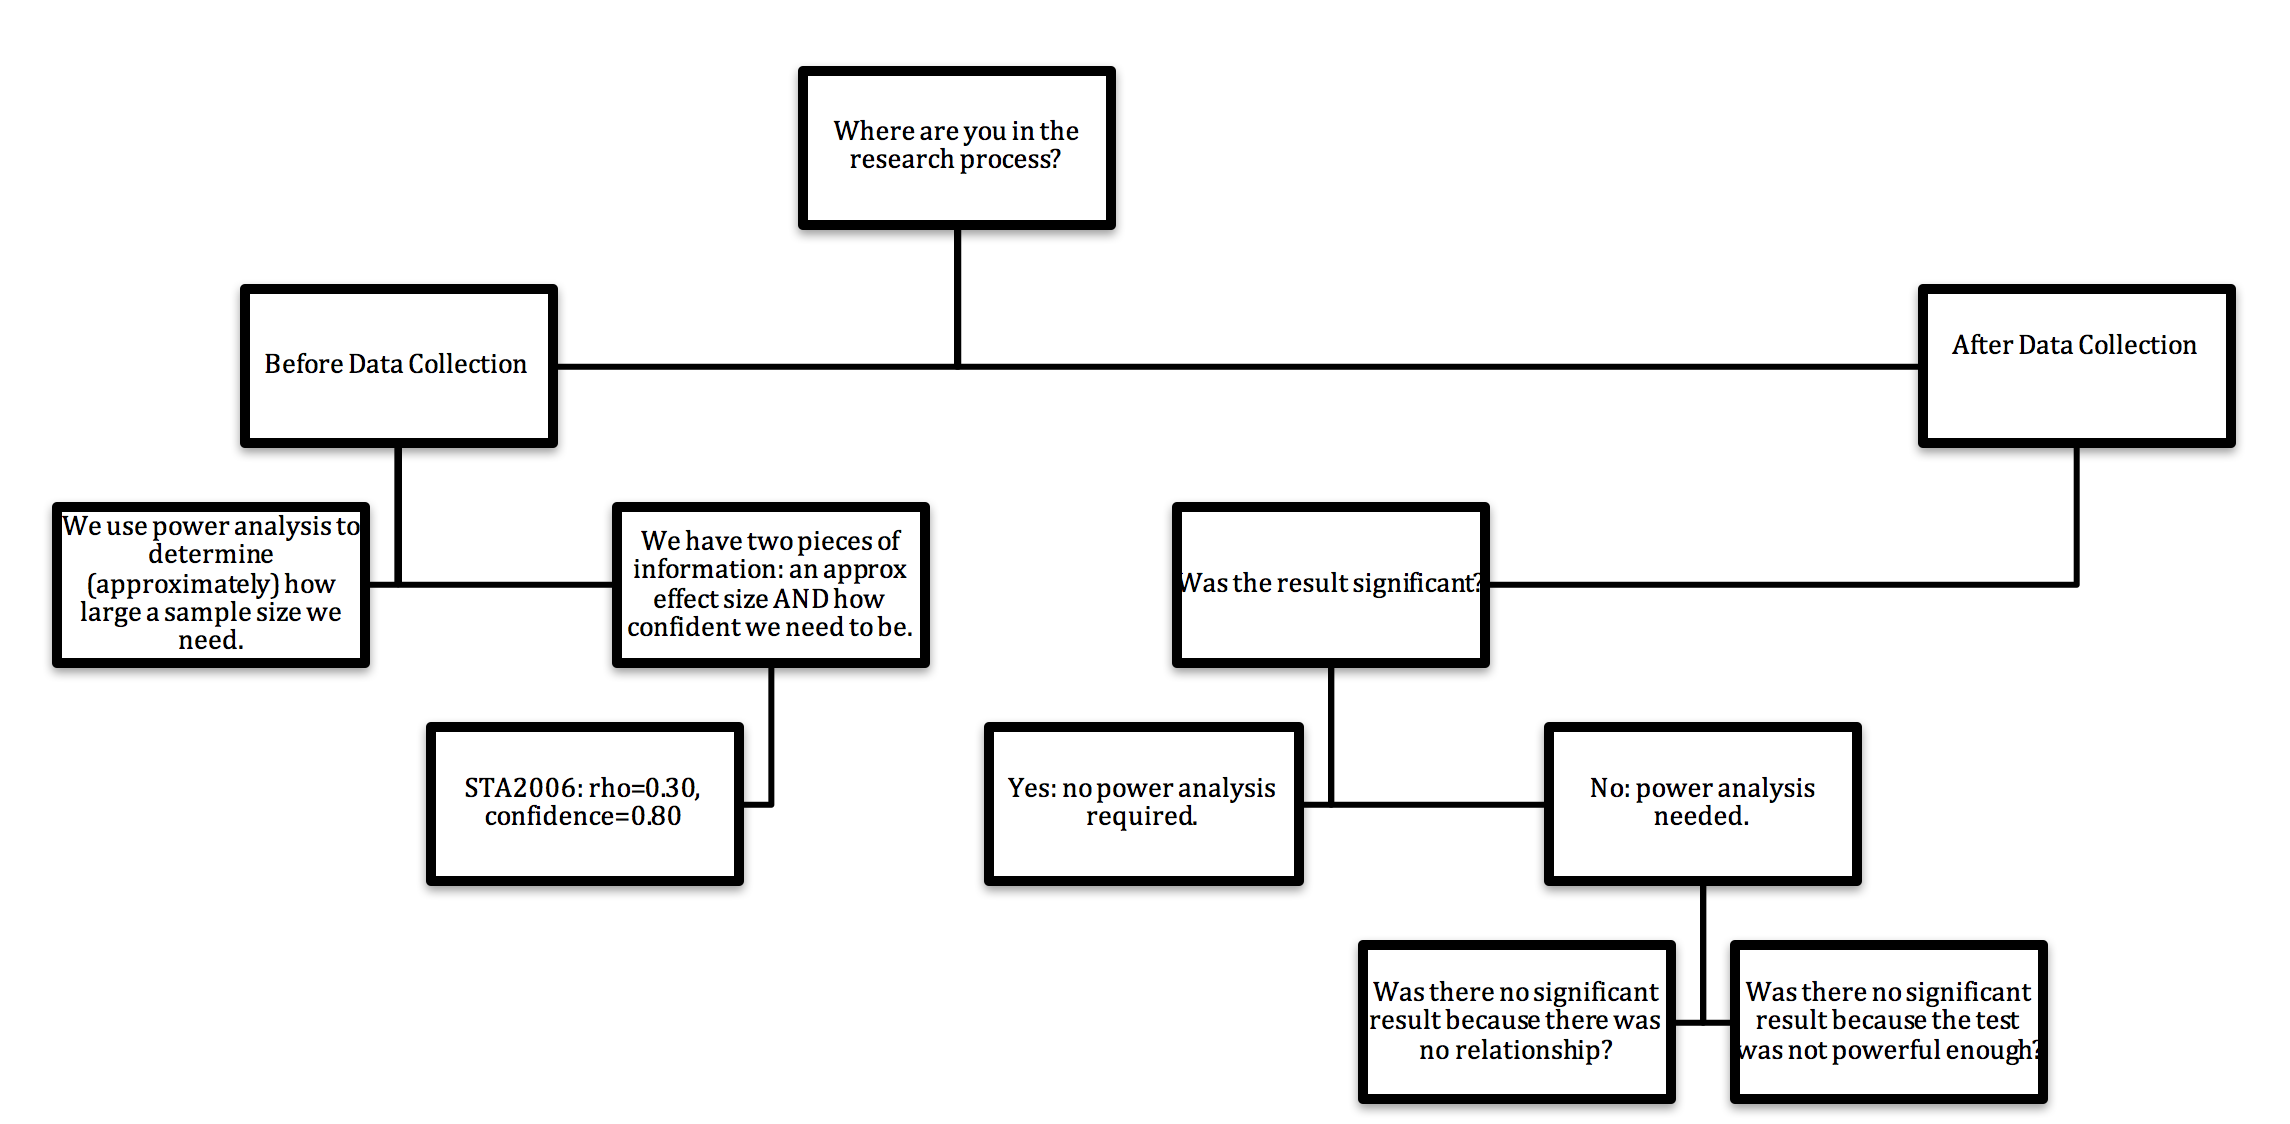 Where are you in the
research process?
Before Data Collection
After Data Collection
We use power analysis to
determine
(approximately) how
large a sample size we
need.
We have two pieces of
information: an approx
effect size AND how
confident we need to be.
Was the result significant?
STA2006: rho=0.30,
confidence=0.80
Yes: no power analysis
required.
No: power analysis
needed.
Was there no significant
result because there was
no relationship?
Was there no significant
result because the test
was not powerful enough?